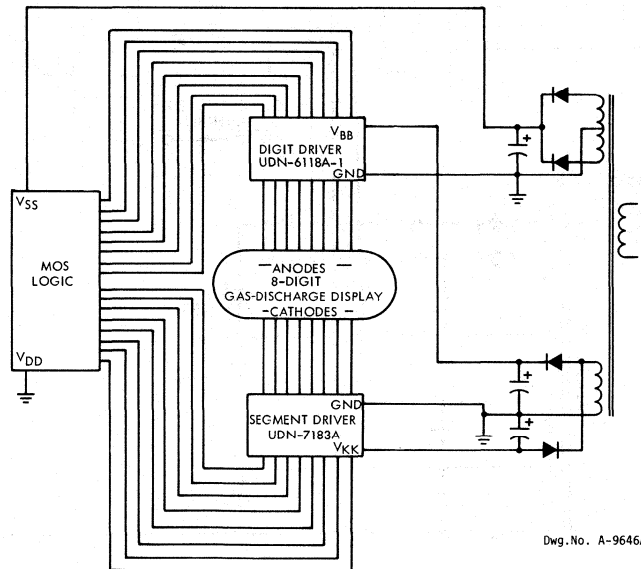 VBB
DIGIT DRIVER
UDN-6118A-1
GND
VSS
MOS
LOGIC
VDD
ANODES
8-DIGIT
GAS-DISCHARGE DISPLAY
CATHODES
GND
SEGMENT DRIVER
UDN-7183A
VKK
+
+
+
Dwg.No. A-9646A